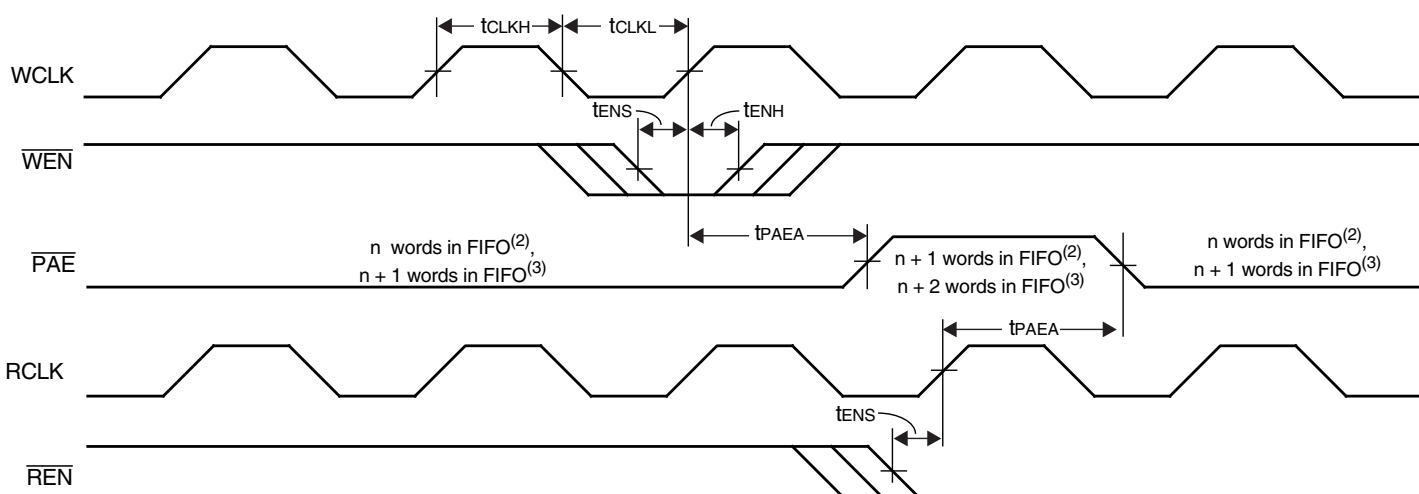 tCLKH tCLKL
WCLK
tENS tENH
WEN
tPAEA
PAE
n words in FIFO(2),
n + 1 words in FIFO(3)
n + 1 words in FIFO(2),
n + 2 words in FIFO(3)
n words in FIFO(2),
n + 1 words in FIFO(3)
tPAEA
RCLK
tENS
REN